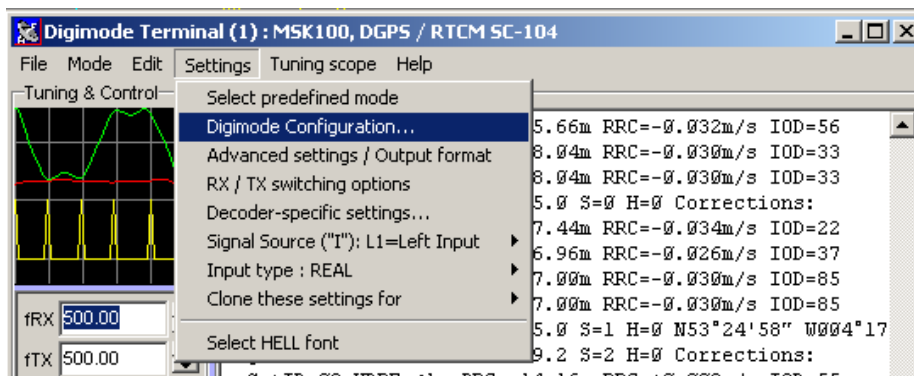 Digimode Terminal (1) : MSK100, DGPS / RTCM SC-104
File Mode Edit Settings Tuning scope Help
Tuning & Control
Select predefined mode
Digimode Configuration...
Advanced settings / Output format
RX / TX switching options
Decoder-specific settings...
Signal Source ("I"): L1=Left Input
Input type : REAL
Clone these settings for
Select HELL font
5.66m RRC=-0.032m/s IOD=56
8.04m RRC=-0.030m/s IOD=33
8.04m RRC=-0.030m/s IOD=33
5.0 S=0 H=0 Corrections:
7.44m RRC=-0.034m/s IOD=22
6.96m RRC=-0.026m/s IOD=37
7.00m RRC=-0.030m/s IOD=85
7.00m RRC=-0.030m/s IOD=85
5.0 S=1 H=0 N53°24'58" W004°17
9.2 S=2 H=0 Corrections:
fRX 500.00
fTX 500.00